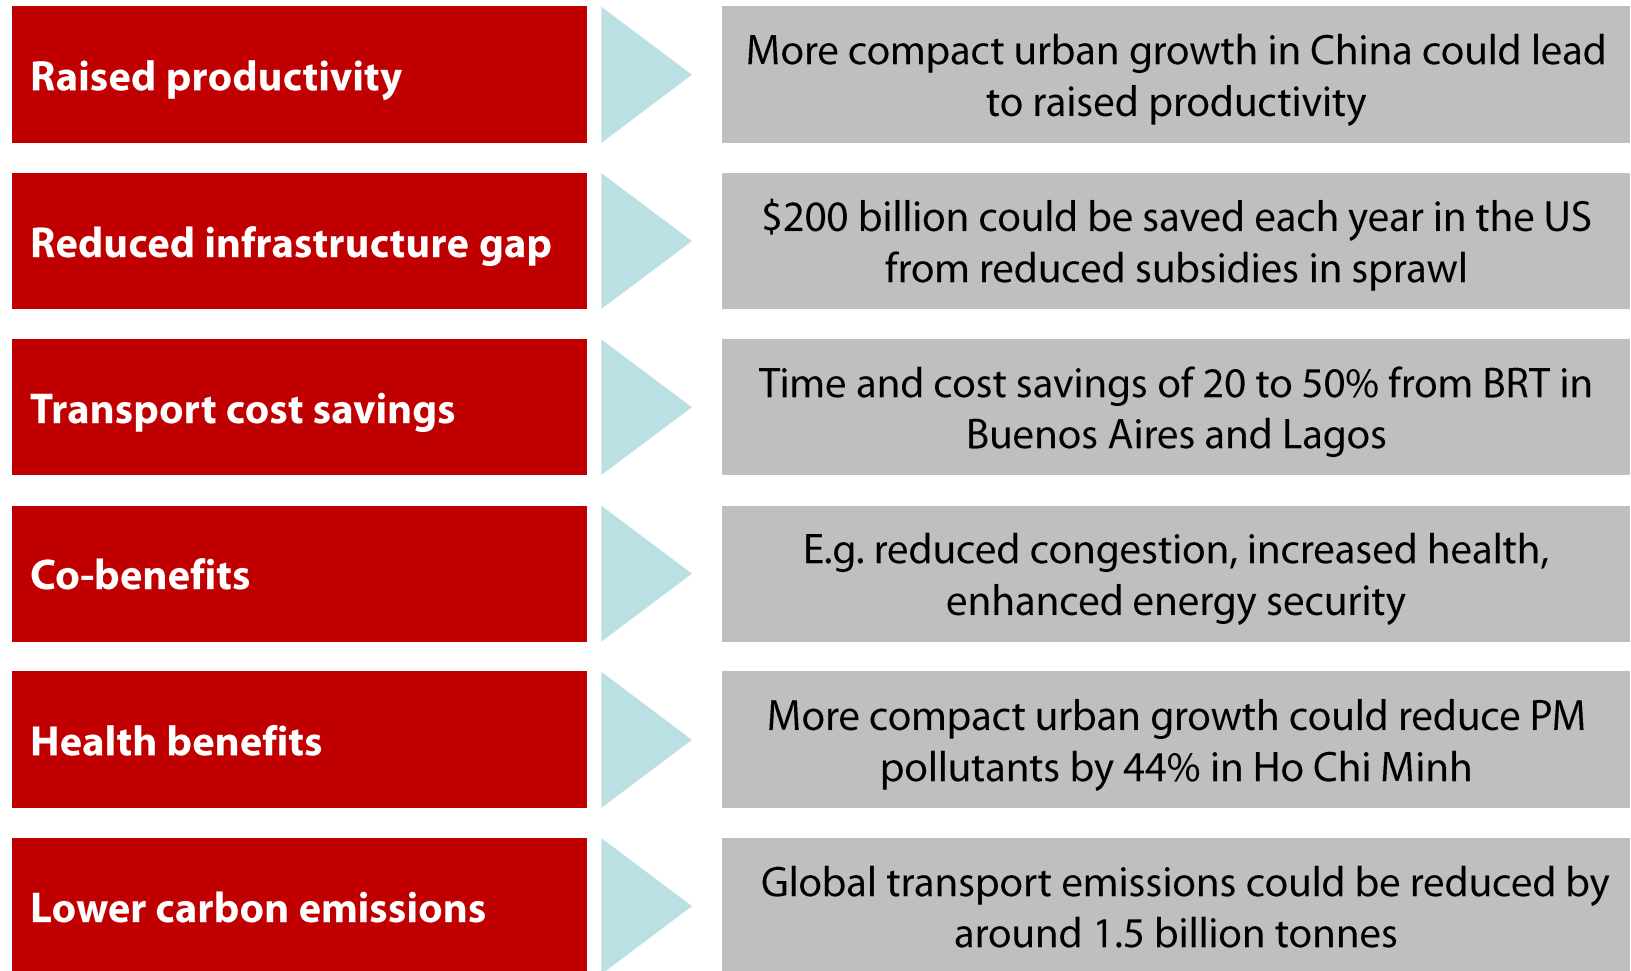 Raised productivity
More compact urban growth in China could lead
to raised productivity
Reduced infrastructure gap
$200 billion could be saved each year in the US
from reduced subsidies in sprawl
Transport cost savings
Time and cost savings of 20 to 50% from BRT in
Buenos Aires and Lagos
Co-benefits
E.g. reduced congestion, increased health,
enhanced energy security
Health benefits
More compact urban growth could reduce PM
pollutants by 44% in Ho Chi Minh
Lower carbon emissions
Global transport emissions could be reduced by
around 1.5 billion tonnes